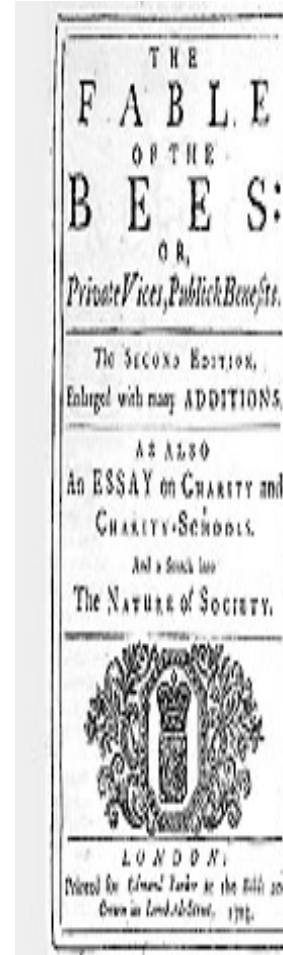 THE
FABLE
OF THE
BEES:
OR,
Private Vices, Publick Benefits.
The SECOND EDITION,
Enlarged with many ADDITIONS.
AS ALSO
An ESSAY on CHARITY and
CHARITY-SCHOOLS.
And a Search into
The NATURE of SOCIETY.
LONDON:
Printed for Edmund Parker at the Bible and
Crown in Lombard-Street,